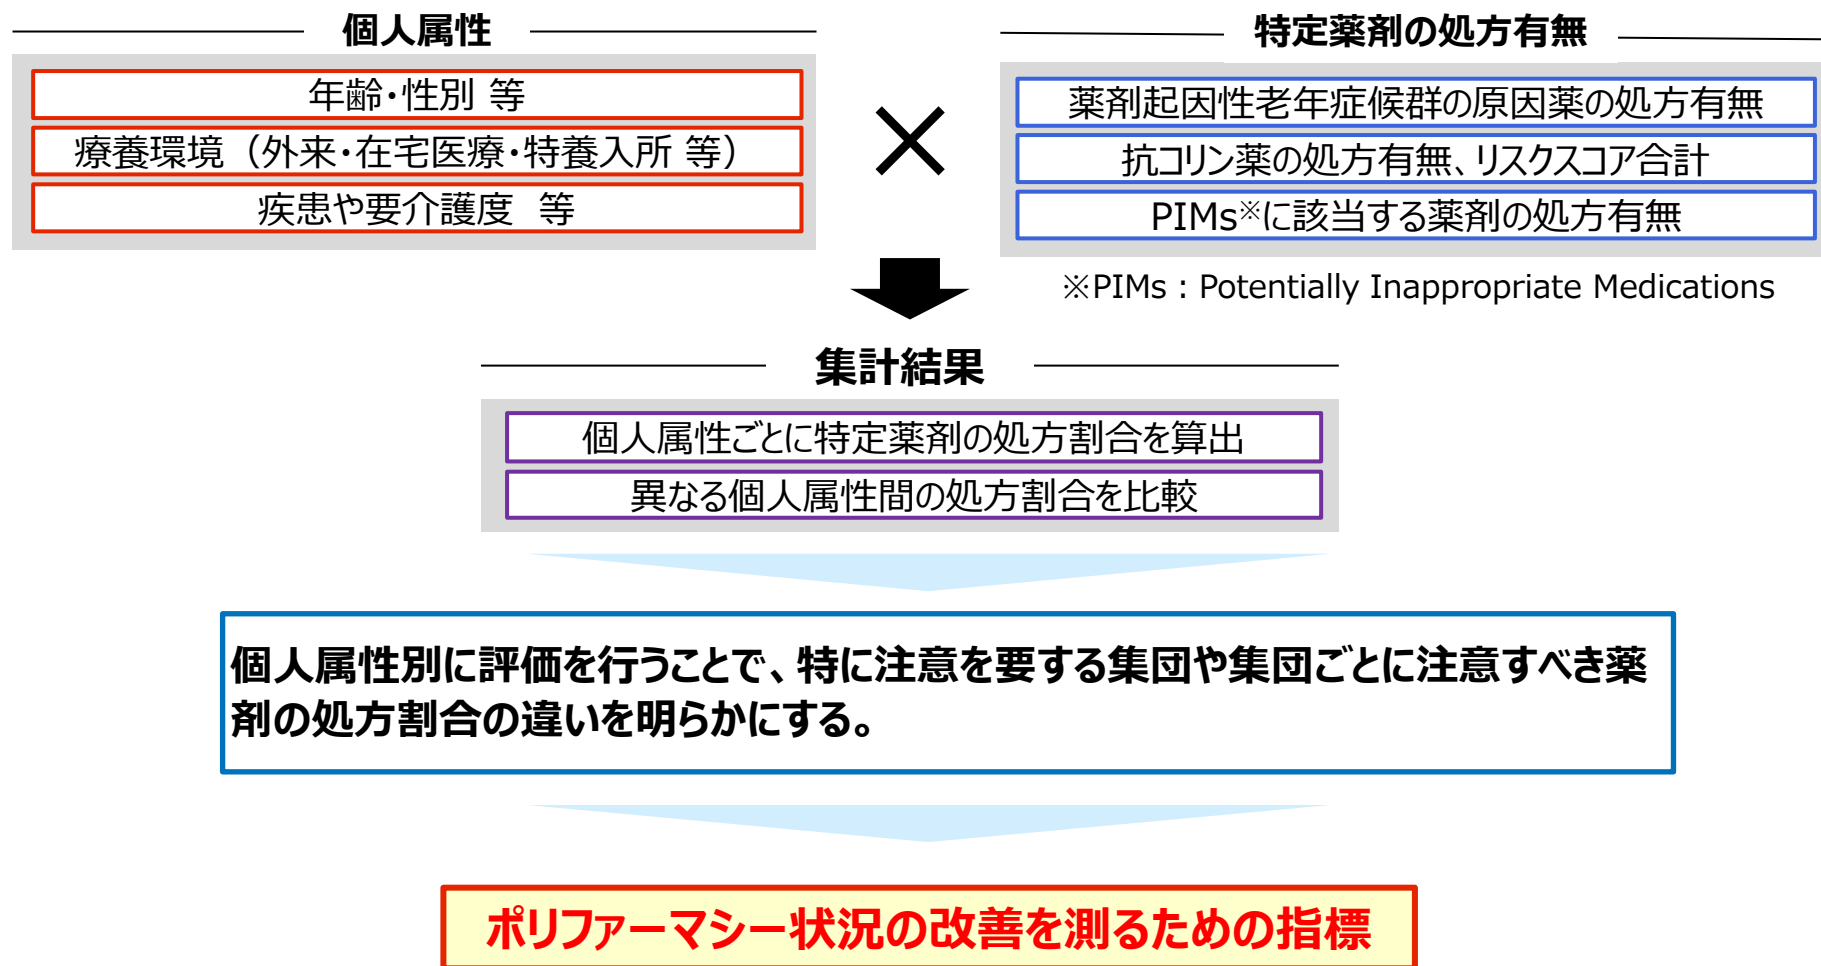 個人属性
年齢・性別 等
療養環境（外来・在宅医療・特養入所 等）
疾患や要介護度 等
特定薬剤の処方有無
薬剤起因性老年症候群の原因薬の処方有無
抗コリン薬の処方有無、リスクスコア合計
PIMs※に該当する薬剤の処方有無
※PIMs：Potentially Inappropriate Medications
集計結果
個人属性ごとに特定薬剤の処方割合を算出
異なる個人属性間の処方割合を比較
個人属性別に評価を行うことで、特に注意を要する集団や集団ごとに注意すべき薬
剤の処方割合の違いを明らかにする。
ポリファーマシー状況の改善を測るための指標